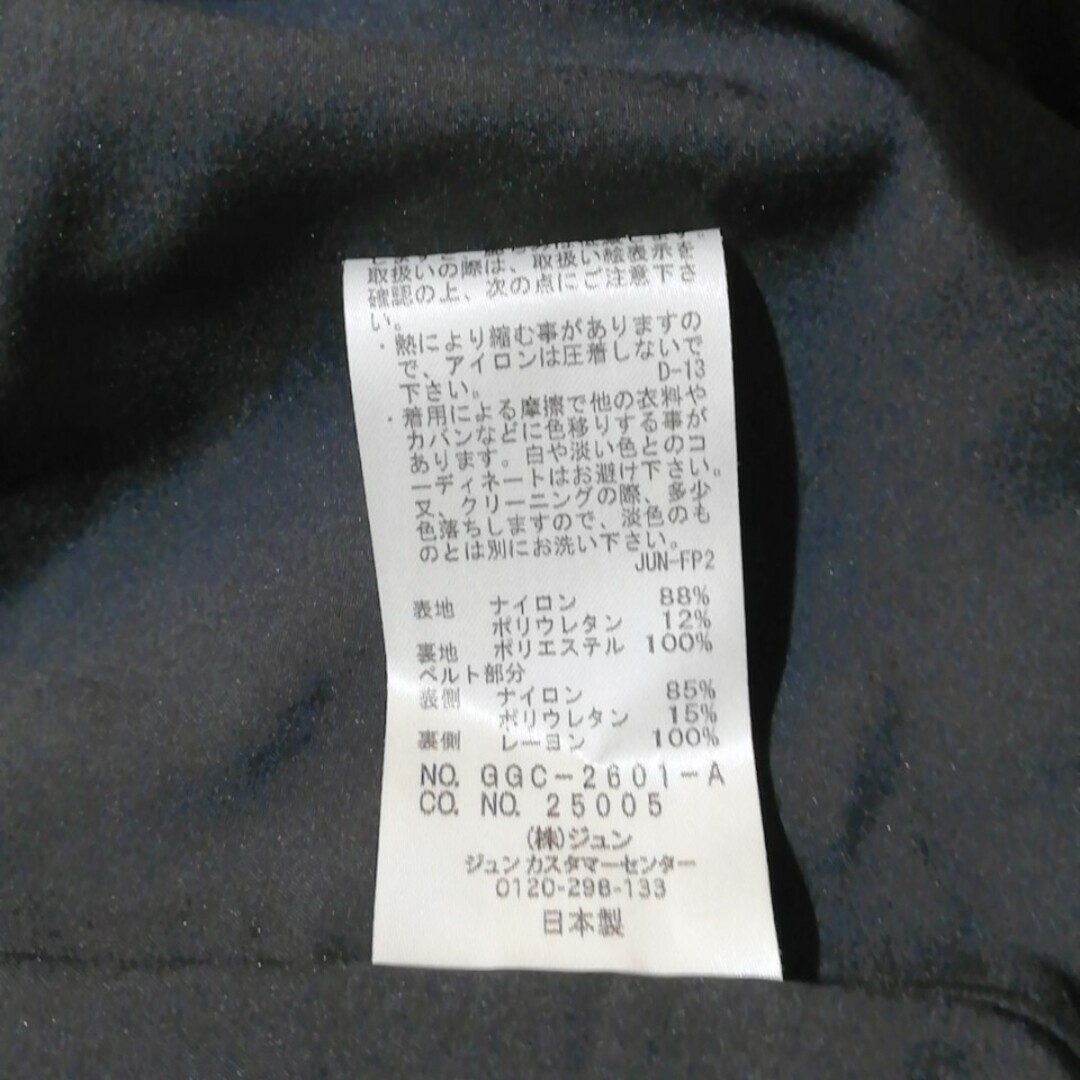 取扱いの際は、取扱い絵表示を
確認の上、次の点にご注意下さ
い。
・熱により縮む事がありますの
で、アイロンは圧着しないで
下さい。 D-13
・着用による摩擦で他の衣料や
カバンなどに色移りする事が
あります。白や淡い色とのコ
ーディネートはお避け下さい。
又、クリーニングの際、多少
色落ちしますので、淡色のも
のとは別にお洗い下さい。
JUN-FP2
表地 ナイロン 88%
ポリウレタン 12%
裏地 ポリエステル 100%
ベルト部分
表側 ナイロン 85%
ポリウレタン 15%
裏側 レーヨン 100%
NO. GGC-2601-A
CO. NO. 25005
(株)ジュン
ジュン カスタマーセンター
0120-298-133
日本製